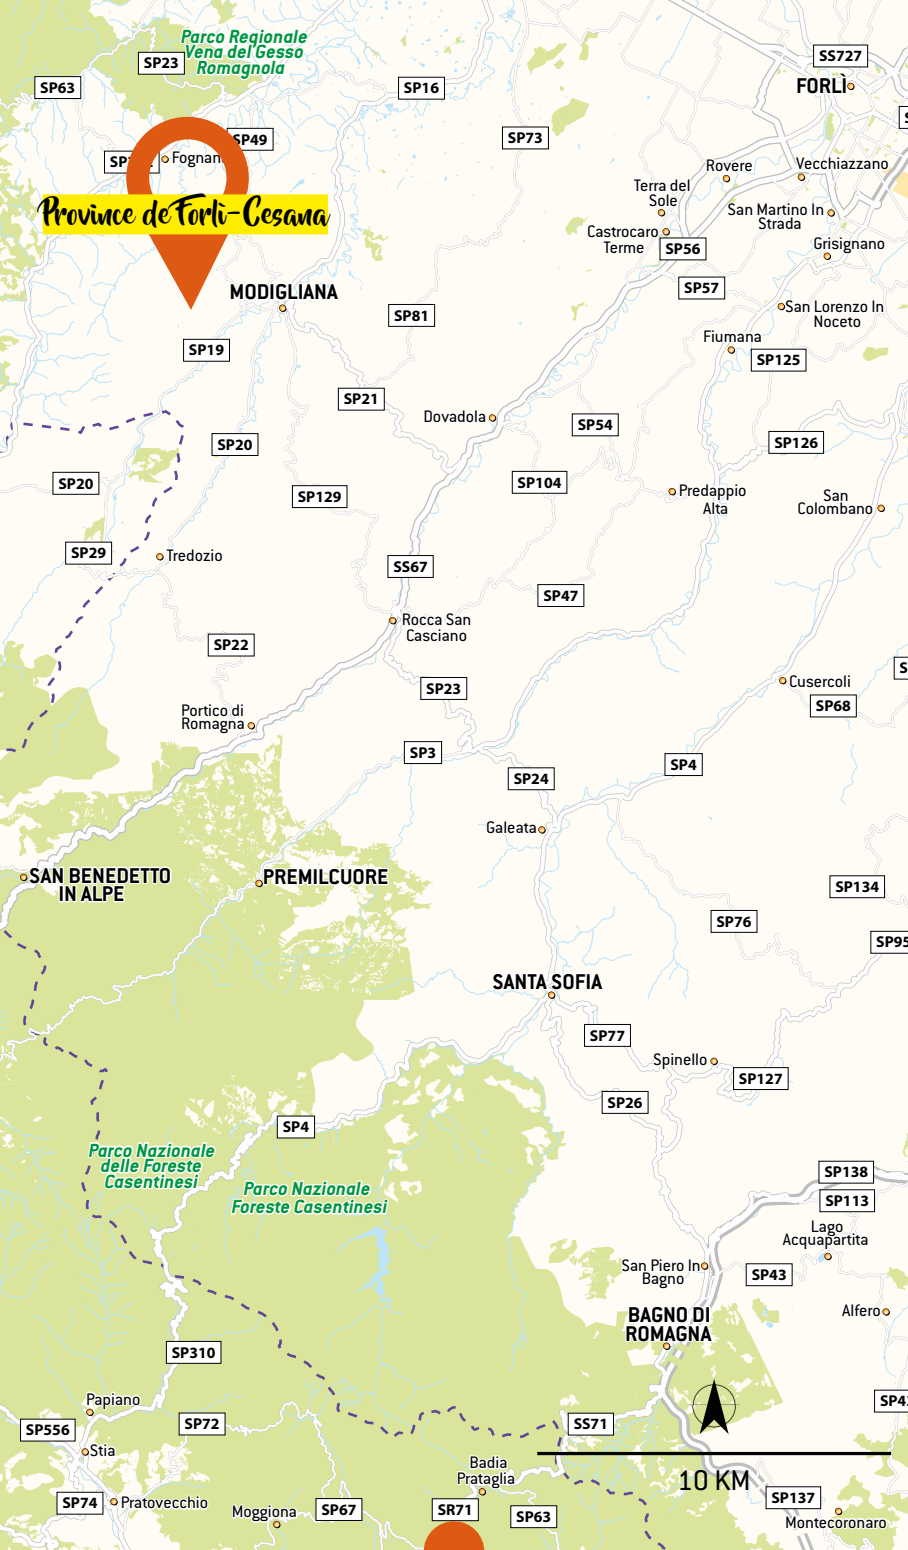 Parco Regionale
Vena del Gesso
Romagnola
SP23
SS727
SP63
SP16
FORLÌ
SP49
SP73
Fognan
Rovere
Vecchiazzano
Terra del
Sole
Province de Forlì-Cesana
San Martino In
Strada
Castrocaro
Terme
SP56
Grisignano
MODIGLIANA
SP57
San Lorenzo In
Noceto
SP81
Fiumana
SP19
SP125
SP21
Dovadola
SP54
SP20
SP126
SP20
SP104
SP129
Predappio
Alta
San
Colombano
SP29
Tredozio
SS67
SP47
Rocca San
Casciano
SP22
SP23
Cusercoli
SP68
Portico di
Romagna
SP3
SP24
SP4
Galeata
SAN BENEDETTO
IN ALPE
PREMILCUORE
SP134
SP76
SP95
SANTA SOFIA
SP77
Spinello
SP127
SP26
SP4
Parco Nazionale
delle Foreste
Casentinesi
Parco Nazionale
Foreste Casentinesi
SP138
SP113
Lago
Acquapartita
San Piero In
Bagno
SP43
Alfero
BAGNO DI
ROMAGNA
SP310
Papiano
SP556
SP72
SS71
Stia
Badia
Prataglia
10 KM
SP74
Pratovecchio
Moggiona
SP67
SR71
SP63
SP137
Montecoronaro